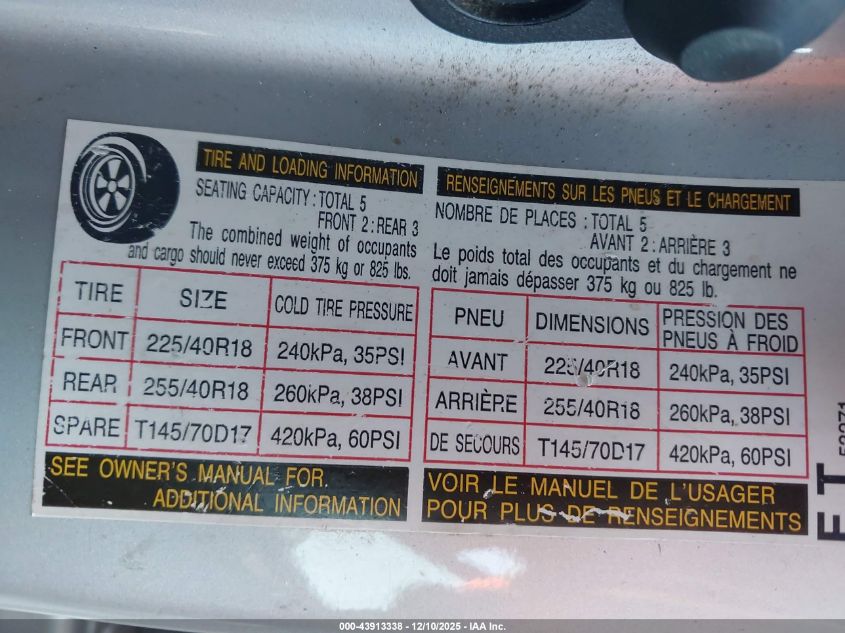 TIRE AND LOADING INFORMATION
SEATING CAPACITY : TOTAL 5
FRONT 2 : REAR 3
The combined weight of occupants
and cargo should never exceed 375 kg or 825 lbs.
TIRE SIZE COLD TIRE PRESSURE
FRONT 225/40R18 240kPa, 35PSI
REAR 255/40R18 260kPa, 38PSI
SPARE T145/70D17 420kPa, 60PSI
SEE OWNER'S MANUAL FOR
ADDITIONAL INFORMATION
RENSEIGNEMENTS SUR LES PNEUS ET LE CHARGEMENT
NOMBRE DE PLACES : TOTAL 5
AVANT 2 : ARRIÈRE 3
Le poids total des occupants et du chargement ne
doit jamais dépasser 375 kg ou 825 lb.
PNEU DIMENSIONS PRESSION DES
PNEUS À FROID
AVANT 225/40R18 240kPa, 35PSI
ARRIÈRE 255/40R18 260kPa, 38PSI
DE SECOURS T145/70D17 420kPa, 60PSI
VOIR LE MANUEL DE L'USAGER
POUR PLUS DE RENSEIGNEMENTS
000-43913338 - 12/10/2025 - IAA Inc.